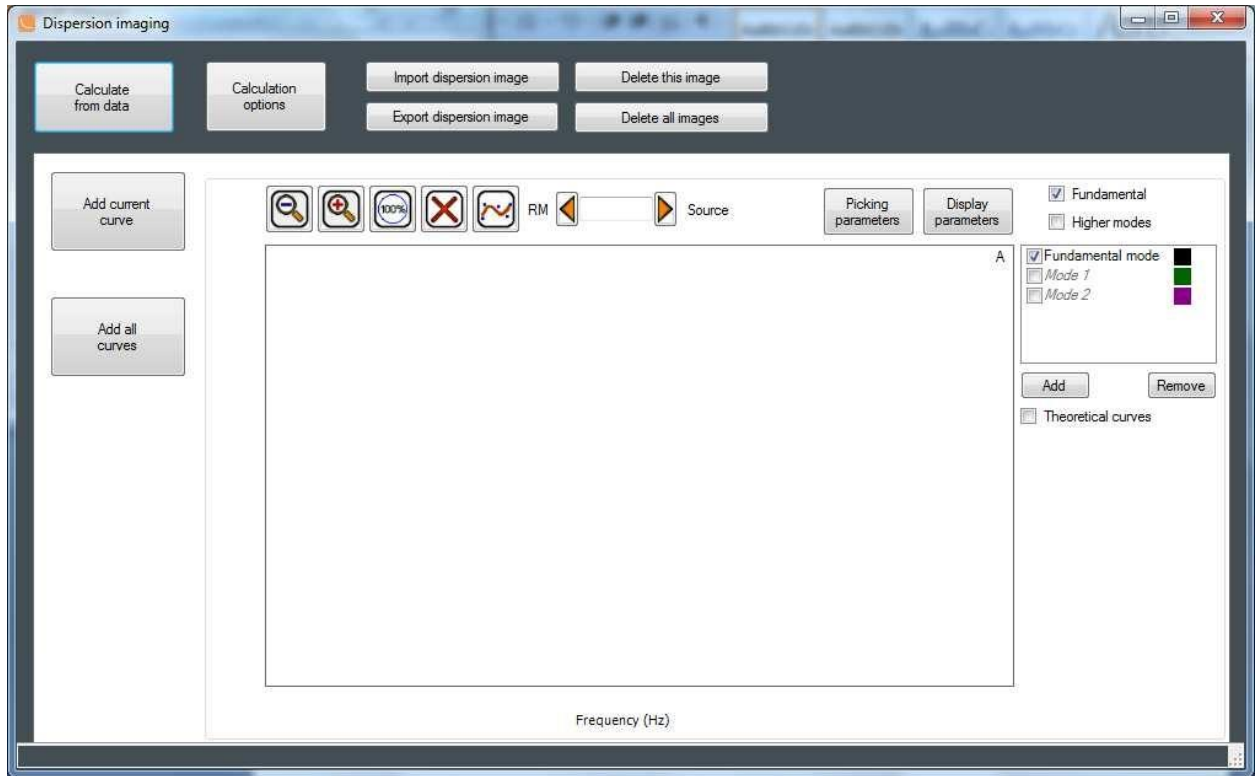 Dispersion imaging
Calculate
from data
Calculation
options
Import dispersion image
Delete this image
Export dispersion image
Delete all images
Add current
curve
Add all
curves
100%
RM
Source
Picking
parameters
Display
parameters
Fundamental
Higher modes
A
Fundamental mode
Mode 1
Mode 2
Add
Remove
Theoretical curves
Frequency (Hz)